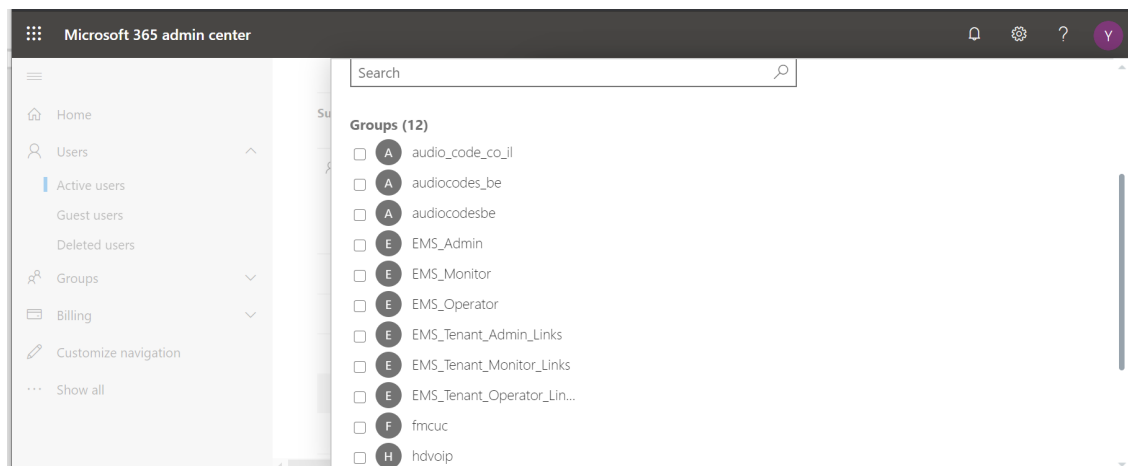 Microsoft 365 admin center
Y
Search
Home
Su
Groups (12)
Users
A audio_code_co_il
Active users
A audiocodes_be
Guest users
A audiocodesbe
Deleted users
E EMS_Admin
Groups
E EMS_Monitor
Billing
E EMS_Operator
Customize navigation
E EMS_Tenant_Admin_Links
Show all
E EMS_Tenant_Monitor_Links
E EMS_Tenant_Operator_Lin...
F fmcuc
H hdvoip